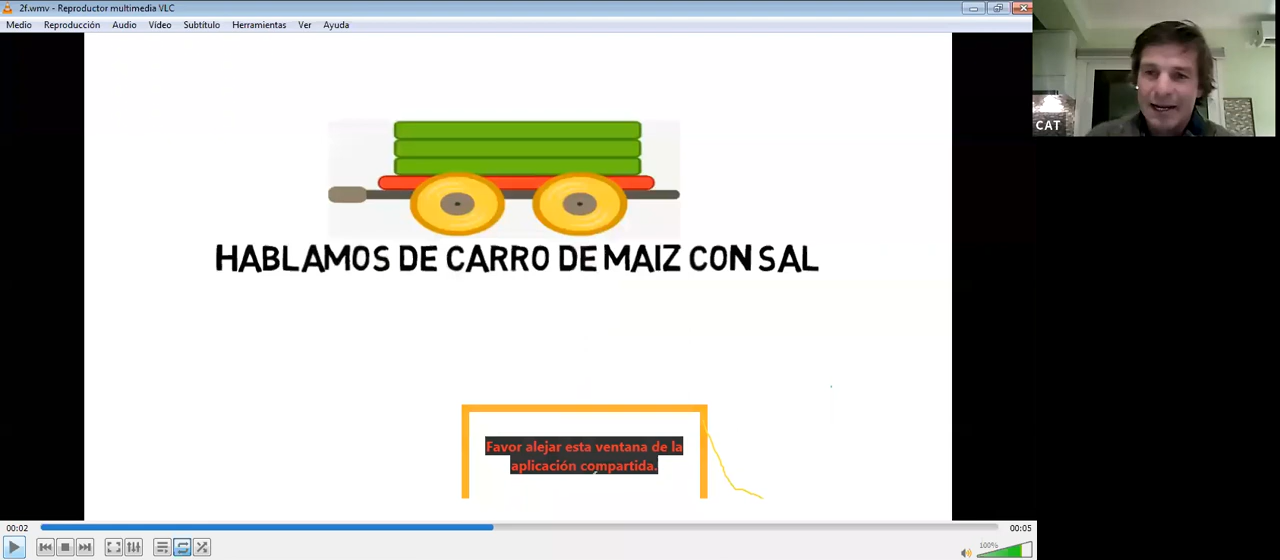 2f.wmv - Reproductor multimedia VLC
Medio Reproducción Audio Vídeo Subtítulo Herramientas Ver Ayuda
CAT
HABLAMOS DE CARRO DE MAIZ CON SAL
Favor alejar esta ventana de la
aplicación compartida.
00:02 00:05
100%